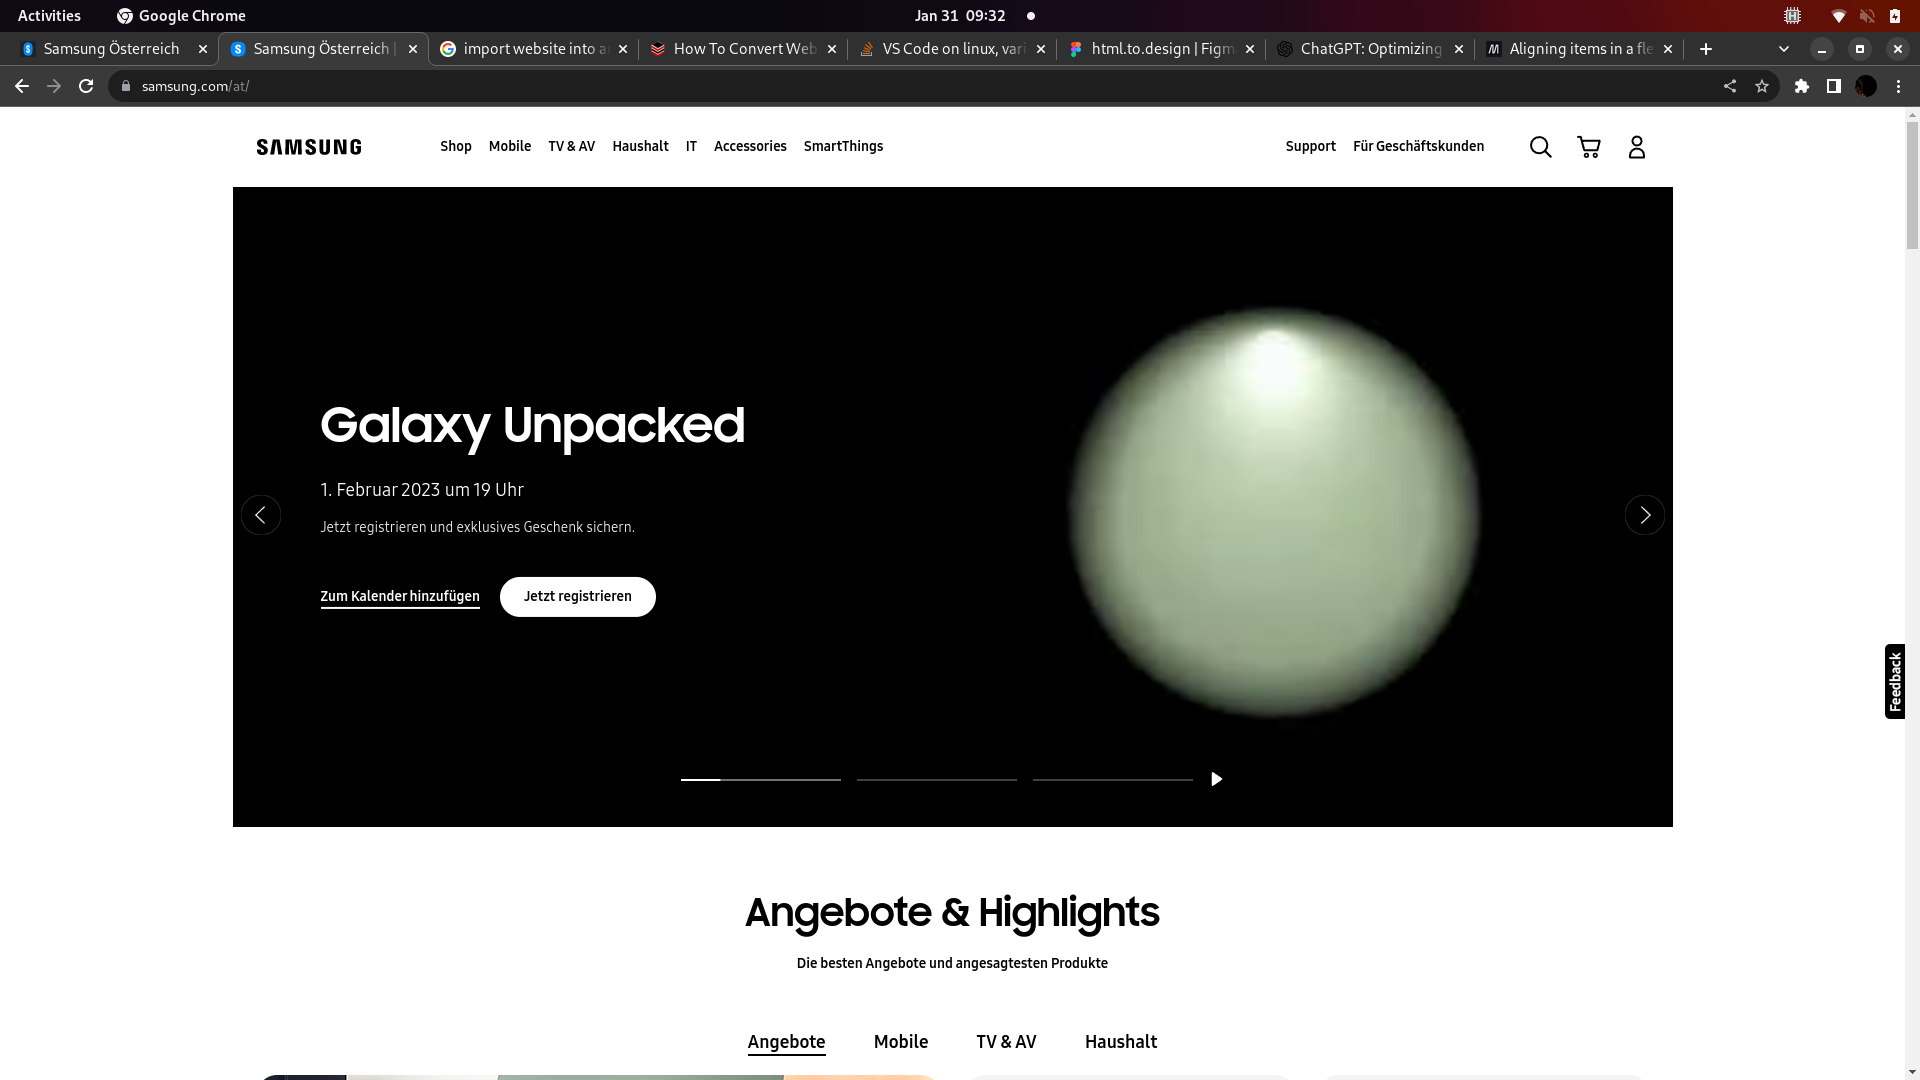 Activities Google Chrome Jan 31 09:32
Samsung Österreich Samsung Österreich | import website into a How To Convert Web VS Code on linux, vari html.to.design | Figm ChatGPT: Optimizing Aligning items in a fle
samsung.com/at/
SAMSUNG Shop Mobile TV & AV Haushalt IT Accessories SmartThings Support Für Geschäftskunden
Galaxy Unpacked
1. Februar 2023 um 19 Uhr
Jetzt registrieren und exklusives Geschenk sichern.
Zum Kalender hinzufügen Jetzt registrieren
Feedback
Angebote & Highlights
Die besten Angebote und angesagtesten Produkte
Angebote Mobile TV & AV Haushalt